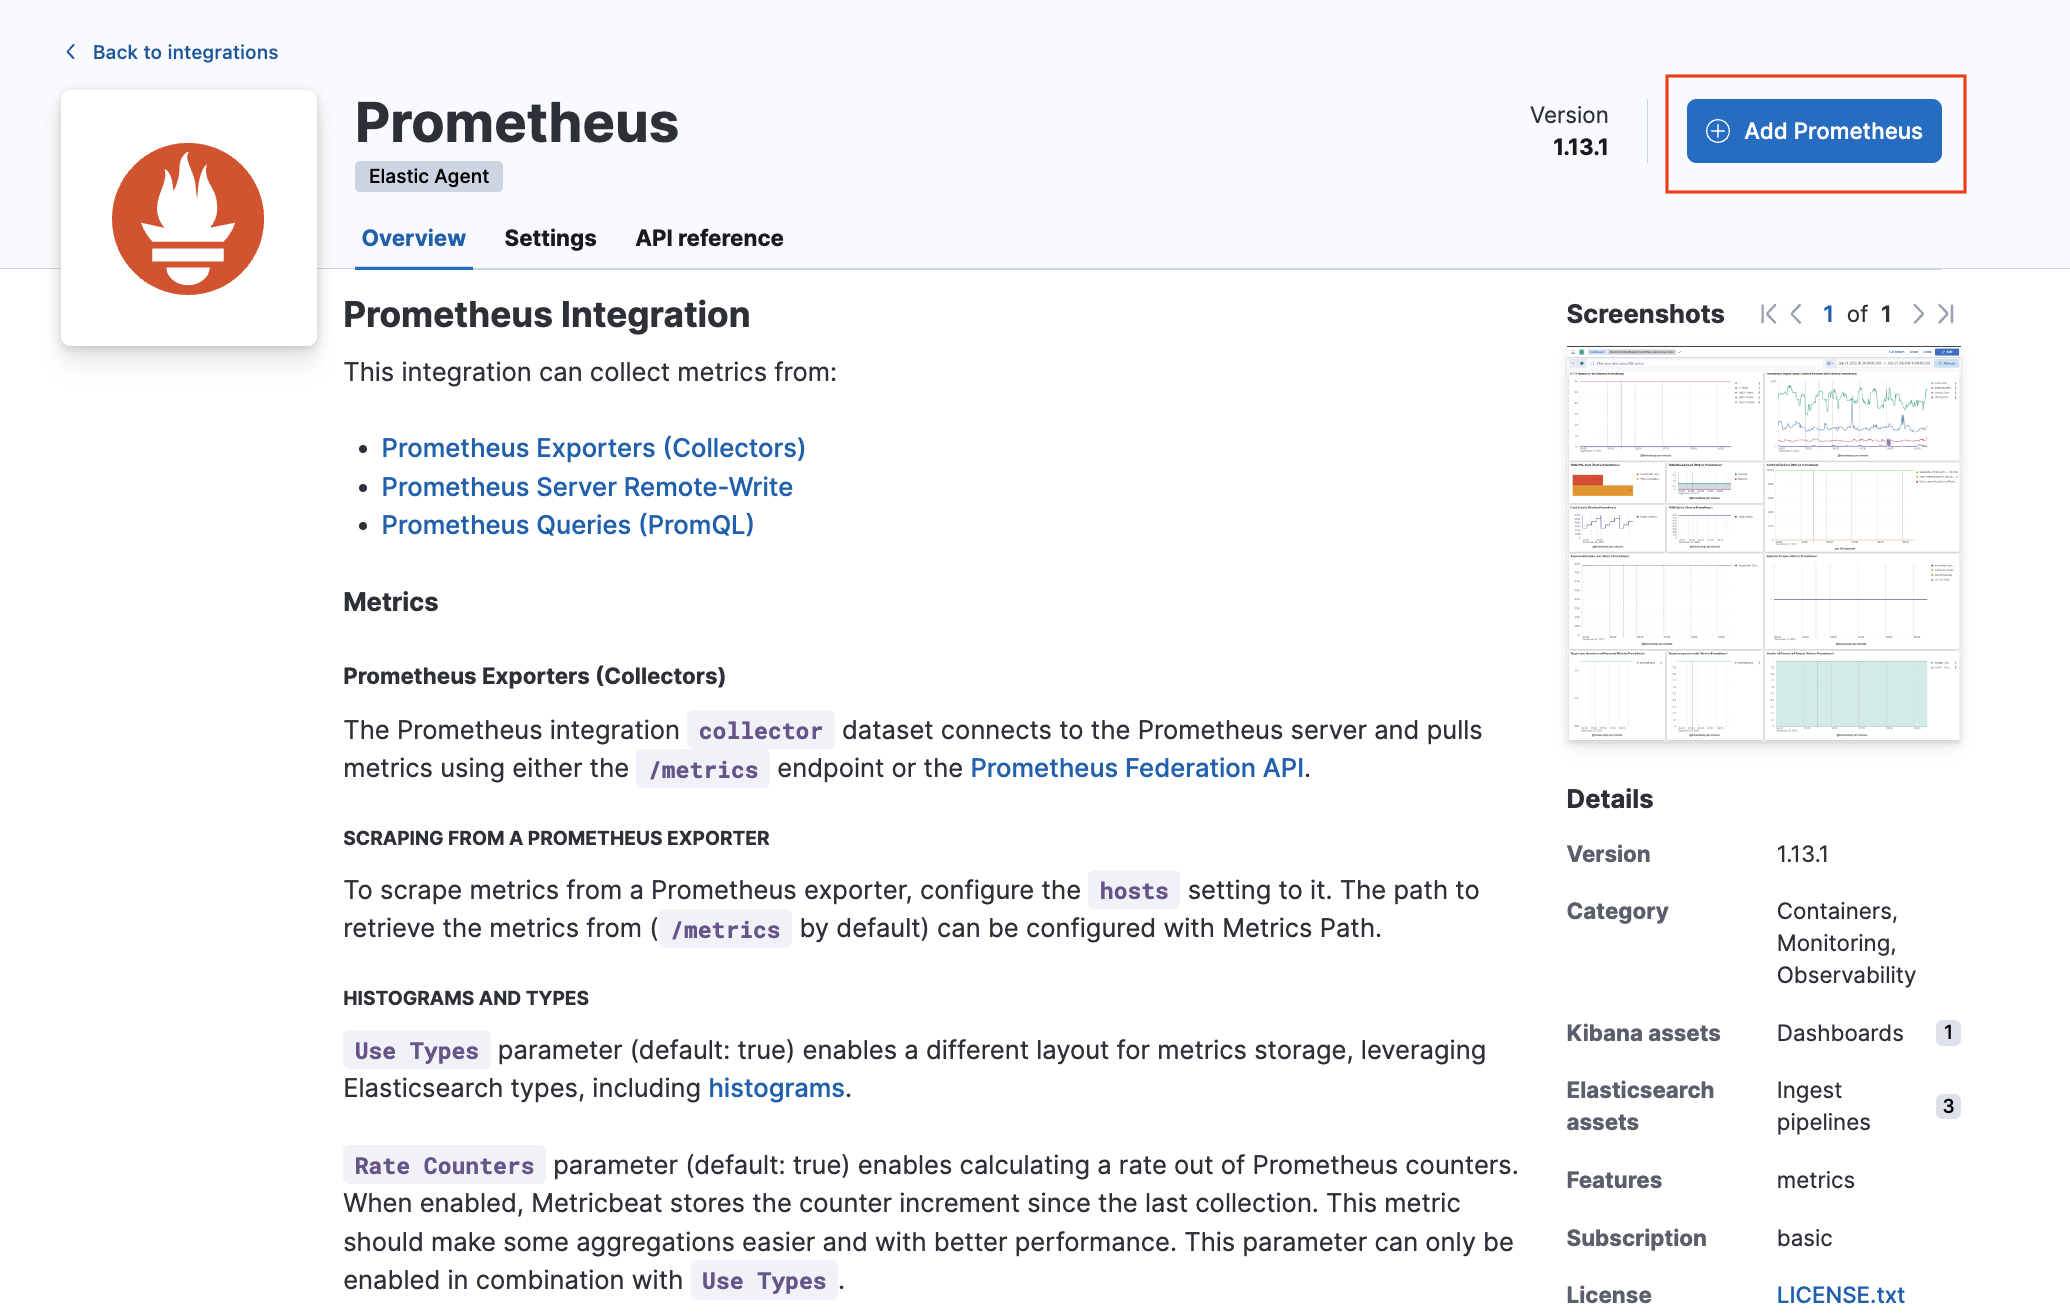 Back to integrations
Prometheus
Elastic Agent
Version
1.13.1
Add Prometheus
Overview
Settings
API reference
Prometheus Integration
This integration can collect metrics from:
Prometheus Exporters (Collectors)
Prometheus Server Remote-Write
Prometheus Queries (PromQL)
Metrics
Prometheus Exporters (Collectors)
The Prometheus integration collector dataset connects to the Prometheus server and pulls
metrics using either the /metrics endpoint or the Prometheus Federation API.
SCRAPING FROM A PROMETHEUS EXPORTER
To scrape metrics from a Prometheus exporter, configure the hosts setting to it. The path to
retrieve the metrics from ( /metrics by default) can be configured with Metrics Path.
HISTOGRAMS AND TYPES
Use Types parameter (default: true) enables a different layout for metrics storage, leveraging
Elasticsearch types, including histograms.
Rate Counters parameter (default: true) enables calculating a rate out of Prometheus counters.
When enabled, Metricbeat stores the counter increment since the last collection. This metric
should make some aggregations easier and with better performance. This parameter can only be
enabled in combination with Use Types .
Screenshots 1 of 1
Details
Version 1.13.1
Category Containers,
Monitoring,
Observability
Kibana assets Dashboards 1
Elasticsearch
assets
Ingest
pipelines
3
Features metrics
Subscription basic
License LICENSE.txt